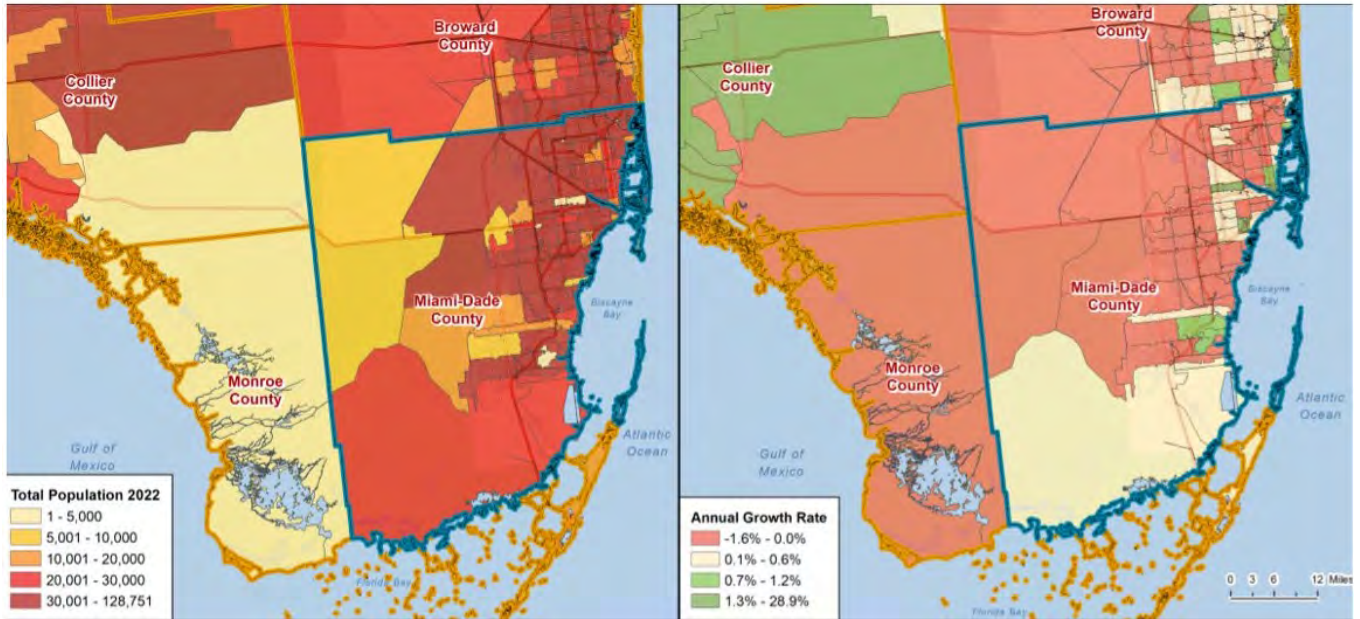 Broward
County
Collier
County
Miami-Dade
County
Biscayne
Bay
Monroe
County
Gulf of
Mexico
Atlantic
Ocean
Florida Bay
Total Population 2022
1 - 5,000
5,001 - 10,000
10,001 - 20,000
20,001 - 30,000
30,001 - 128,751
Broward
County
Collier
County
Miami-Dade
County
Biscayne
Bay
Monroe
County
Gulf of
Mexico
Atlantic
Ocean
Florida Bay
Annual Growth Rate
-1.6% - 0.0%
0.1% - 0.6%
0.7% - 1.2%
1.3% - 28.9%
0 3 6 12 Miles